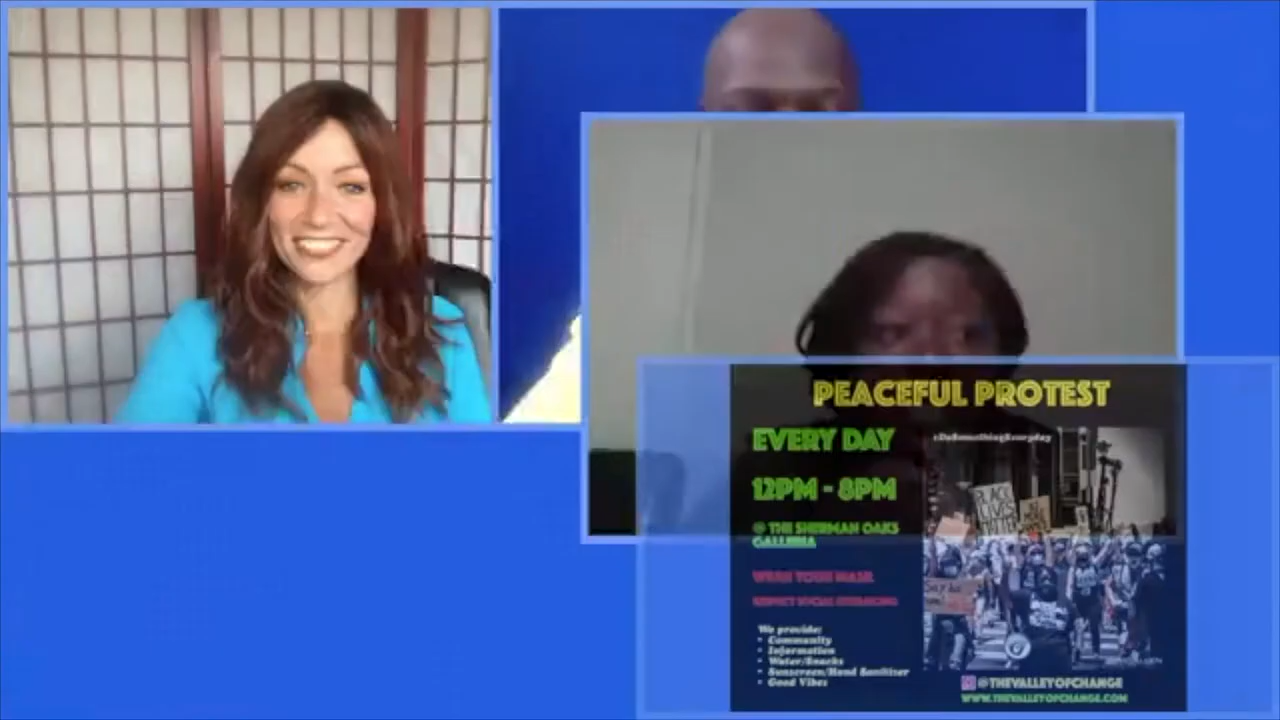 PEACEFUL PROTEST
EVERY DAY
#DoSomethingEveryday
12PM - 8PM
BLACK
LIVES
MATTER
@ THE SHERMAN OAKS
GALLERIA
WEAR YOUR MASK
RESPECT SOCIAL DISTANCING
We provide:
• Community
• Information
• Water/Snacks
• Sunscreen/Hand Sanitizer
• Good Vibes
@THEVALLEYOFCHANGE
WWW.THEVALLEYOFCHANGE.COM